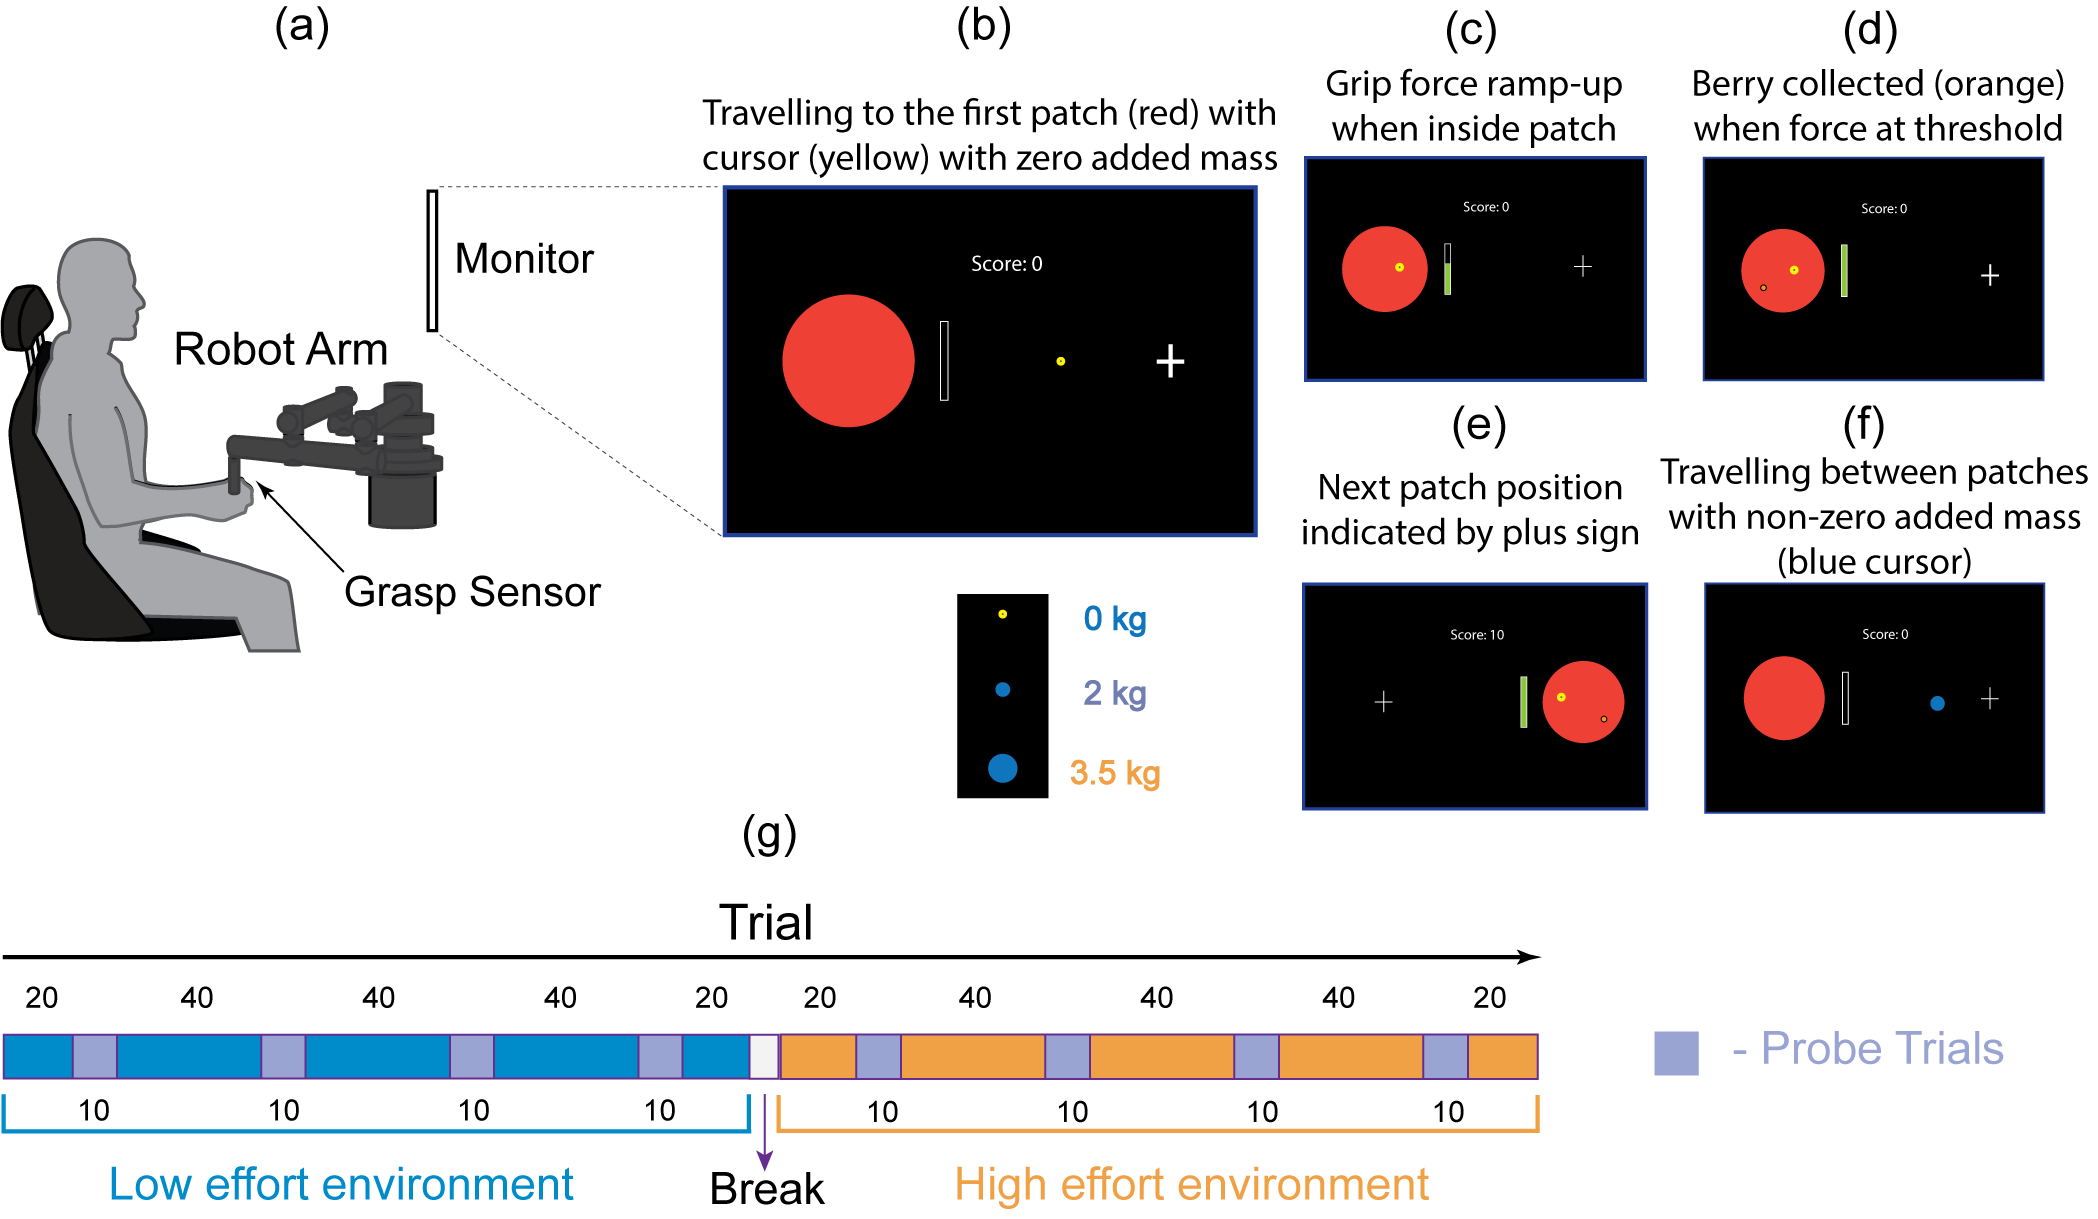 (a)
Monitor
Robot Arm
Grasp Sensor
(b)
Travelling to the first patch (red) with
cursor (yellow) with zero added mass
Score: 0
0 kg
2 kg
3.5 kg
(c)
Grip force ramp-up
when inside patch
Score: 0
(d)
Berry collected (orange)
when force at threshold
Score: 0
(e)
Next patch position
indicated by plus sign
Score: 10
(f)
Travelling between patches
with non-zero added mass
(blue cursor)
Score: 0
(g)
Trial
20 40 40 40 20 20 40 40 40 20
10 10 10 10 10 10 10 10
Low effort environment
Break
High effort environment
- Probe Trials